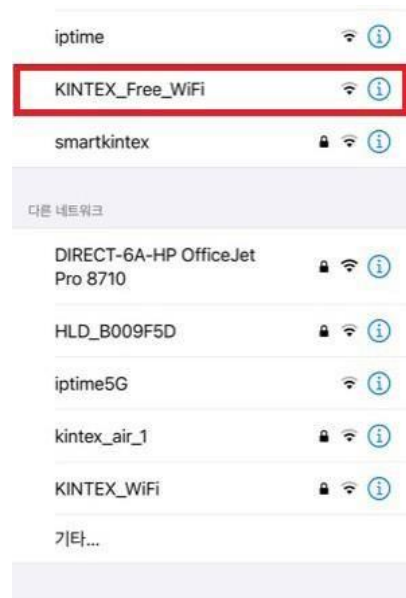 iptime
KINTEX_Free_WiFi
smartkintex
다른 네트워크
DIRECT-6A-HP OfficeJet
Pro 8710
HLD_B009F5D
iptime5G
kintex_air_1
KINTEX_WiFi
기타...